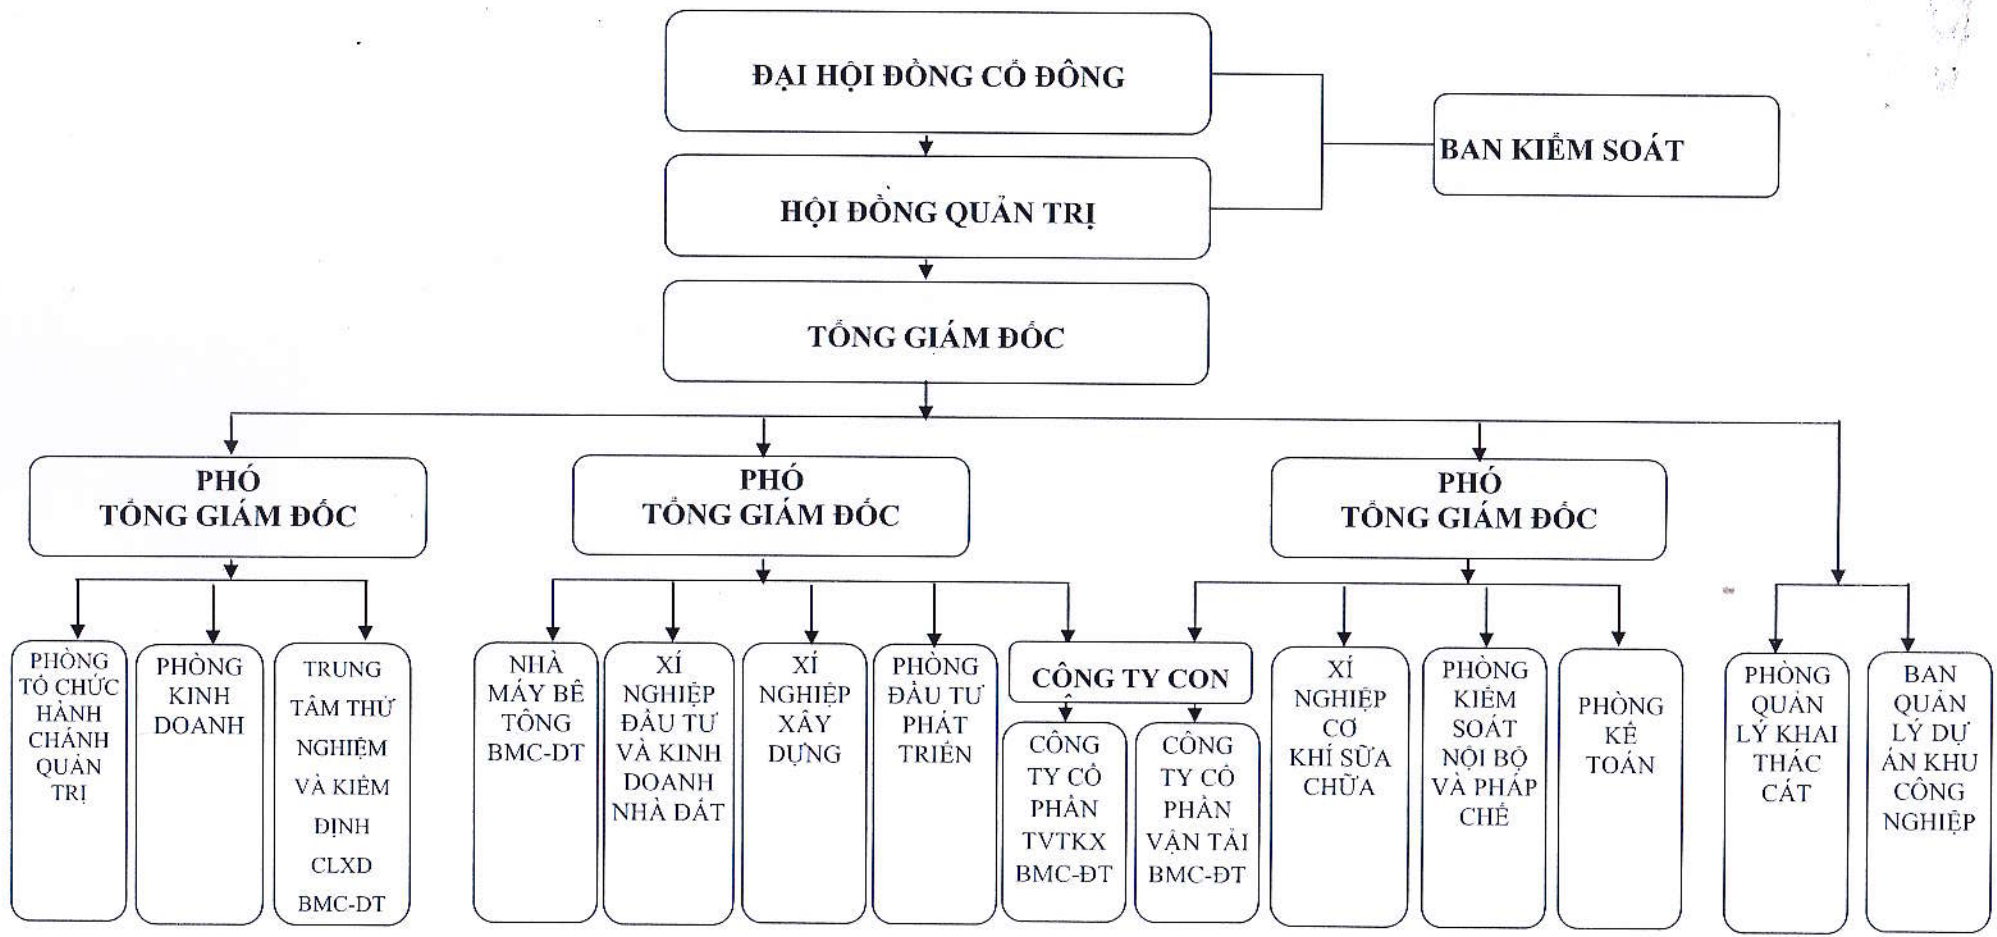 ĐẠI HỘI ĐỒNG CỔ ĐÔNG
BAN KIỂM SOÁT
HỘI ĐỒNG QUẢN TRỊ
TỔNG GIÁM ĐỐC
PHÓ
TỔNG GIÁM ĐỐC
PHÓ
TỔNG GIÁM ĐỐC
PHÓ
TỔNG GIÁM ĐỐC
PHÒNG
TỔ CHỨC
HÀNH
CHÁNH
QUẢN
TRỊ
PHÒNG
KINH
DOANH
TRUNG
TÂM THỬ
NGHIỆM
VÀ KIỂM
ĐỊNH
CLXD
BMC-DT
NHÀ
MÁY BÊ
TÔNG
BMC-DT
XÍ
NGHIỆP
ĐẦU TƯ
VÀ KINH
DOANH
NHÀ ĐẤT
XÍ
NGHIỆP
XÂY
DỰNG
PHÒNG
ĐẦU TƯ
PHÁT
TRIỂN
CÔNG TY CON
CÔNG
TY CỔ
PHẦN
TVTKX
BMC-ĐT
CÔNG
TY CỔ
PHẦN
VẬN TẢI
BMC-ĐT
XÍ
NGHIỆP
CƠ
KHÍ SỮA
CHỮA
PHÒNG
KIỂM
SOÁT
NỘI BỘ
VÀ PHÁP
CHẾ
PHÒNG
KẾ
TOÁN
PHÒNG
QUẢN
LÝ KHAI
THÁC
CÁT
BAN
QUẢN
LÝ DỰ
ÁN KHU
CÔNG
NGHIỆP